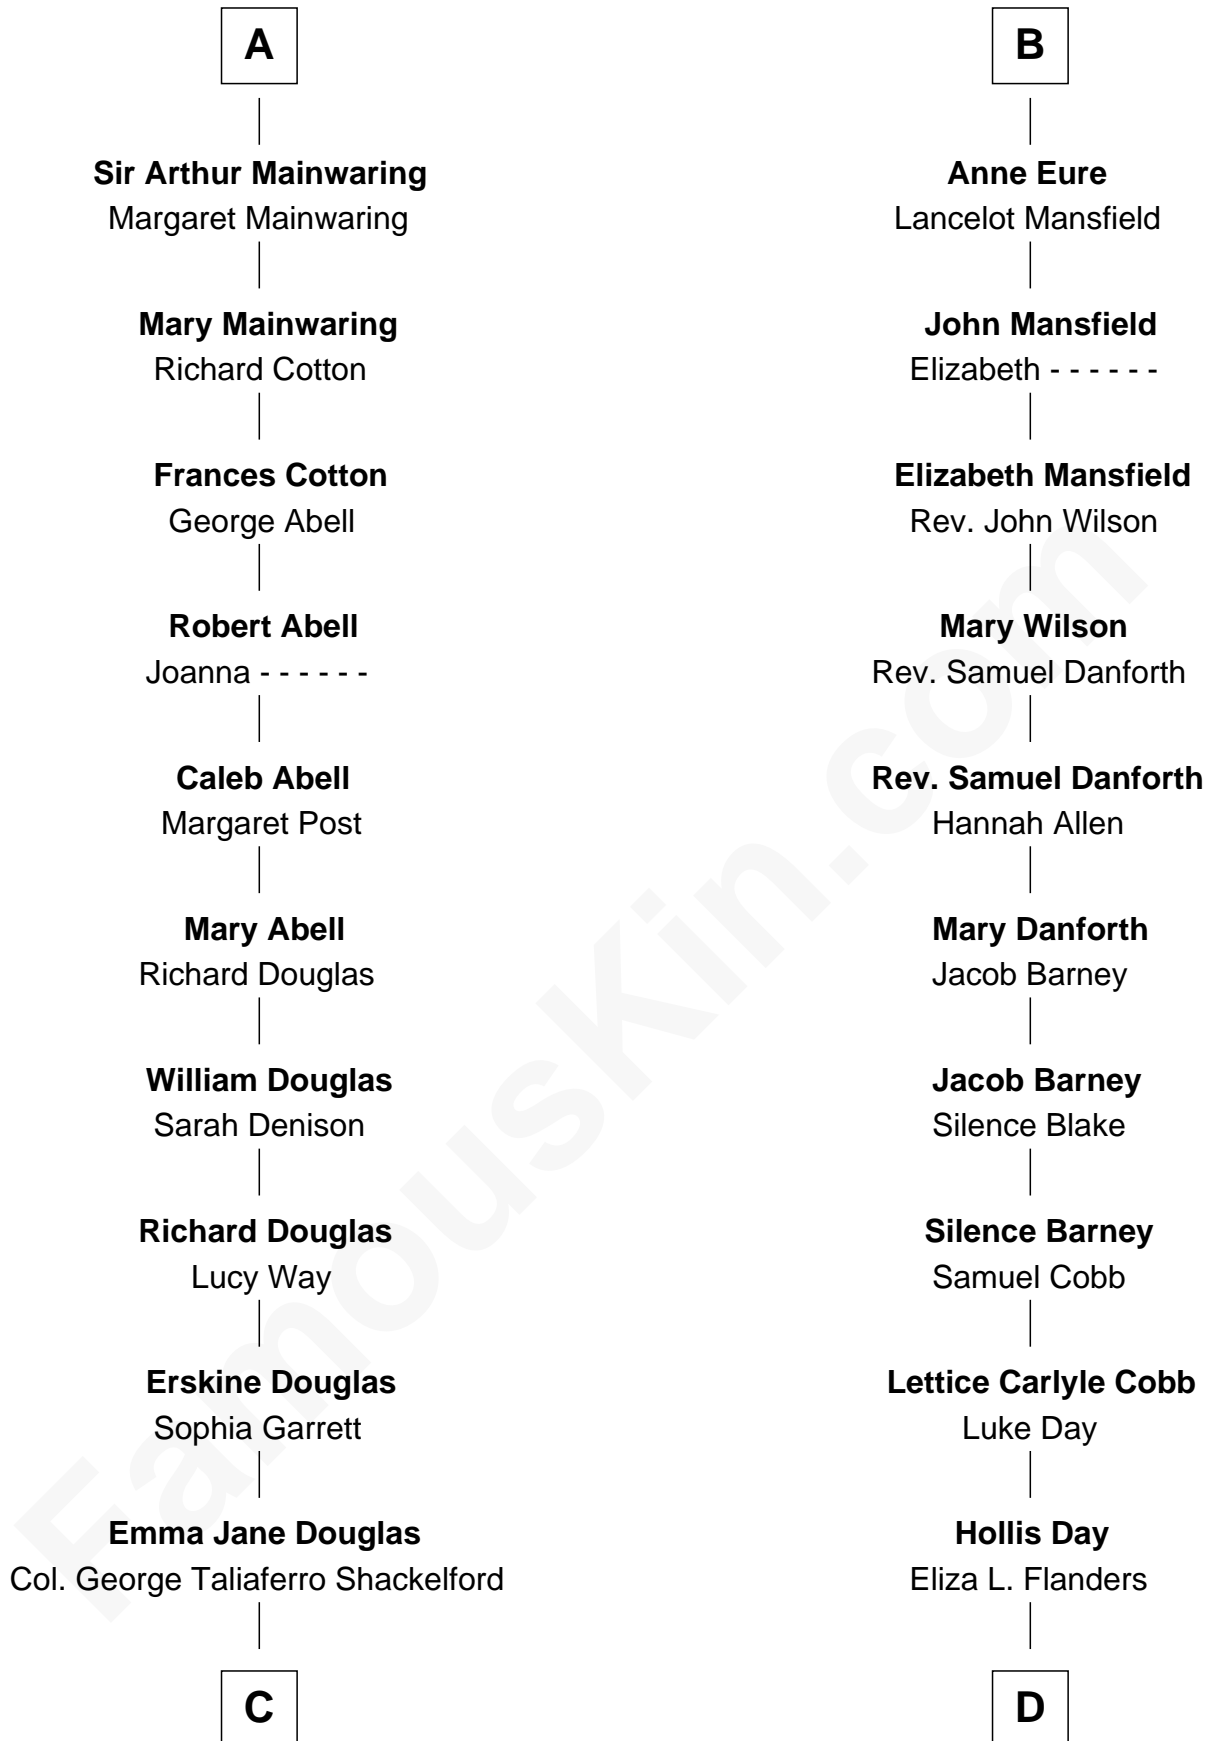 A
Sir Arthur Mainwaring
Margaret Mainwaring
Mary Mainwaring
Richard Cotton
Frances Cotton
George Abell
Robert Abell
Joanna - - - - - -
Caleb Abell
Margaret Post
Mary Abell
Richard Douglas
William Douglas
Sarah Denison
Richard Douglas
Lucy Way
Erskine Douglas
Sophia Garrett
Emma Jane Douglas
Col. George Taliaferro Shackelford
C
B
Anne Eure
Lancelot Mansfield
John Mansfield
Elizabeth - - - - - -
Elizabeth Mansfield
Rev. John Wilson
Mary Wilson
Rev. Samuel Danforth
Rev. Samuel Danforth
Hannah Allen
Mary Danforth
Jacob Barney
Jacob Barney
Silence Blake
Silence Barney
Samuel Cobb
Lettice Carlyle Cobb
Luke Day
Hollis Day
Eliza L. Flanders
D
FamousKin.com